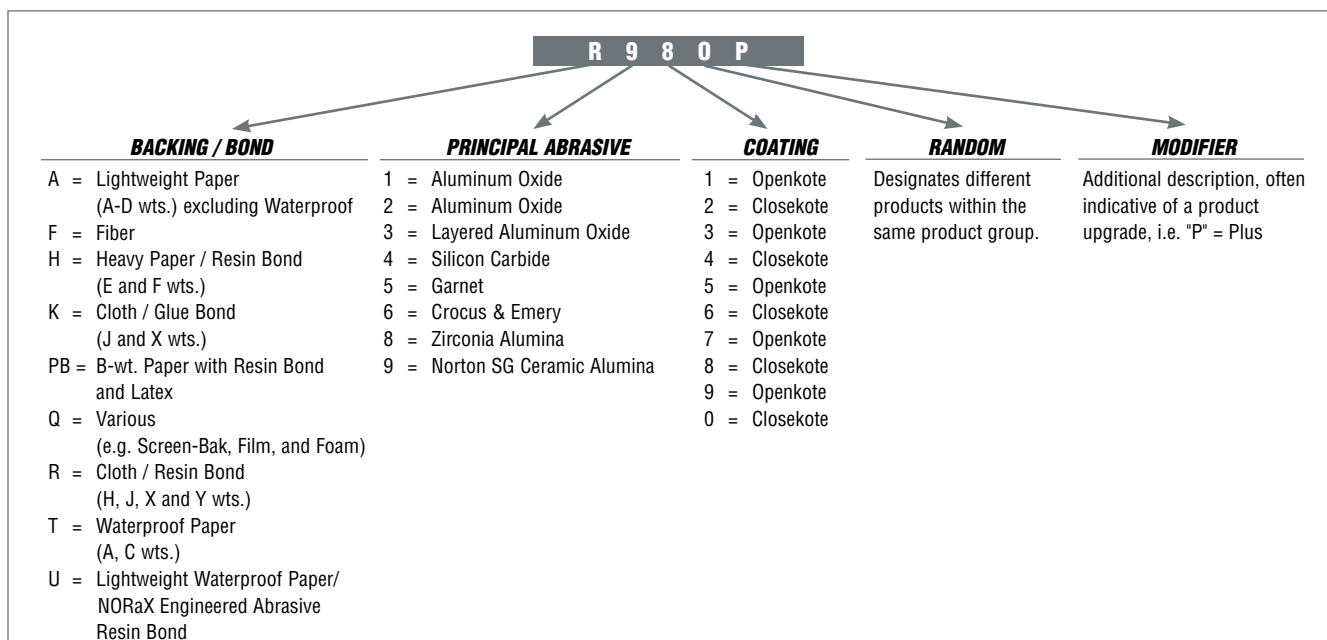 R 9 8 0 P
BACKING / BOND
A = Lightweight Paper
(A-D wts.) excluding Waterproof
F = Fiber
H = Heavy Paper / Resin Bond
(E and F wts.)
K = Cloth / Glue Bond
(J and X wts.)
PB = B-wt. Paper with Resin Bond
and Latex
Q = Various
(e.g. Screen-Bak, Film, and Foam)
R = Cloth / Resin Bond
(H, J, X and Y wts.)
T = Waterproof Paper
(A, C wts.)
U = Lightweight Waterproof Paper/
NORaX Engineered Abrasive
Resin Bond
PRINCIPAL ABRASIVE
1 = Aluminum Oxide
2 = Aluminum Oxide
3 = Layered Aluminum Oxide
4 = Silicon Carbide
5 = Garnet
6 = Crocus & Emery
8 = Zirconia Alumina
9 = Norton SG Ceramic Alumina
COATING
1 = Openkote
2 = Closekote
3 = Openkote
4 = Closekote
5 = Openkote
6 = Closekote
7 = Openkote
8 = Closekote
9 = Openkote
0 = Closekote
RANDOM
Designates different
products within the
same product group.
MODIFIER
Additional description, often
indicative of a product
upgrade, i.e. "P" = Plus